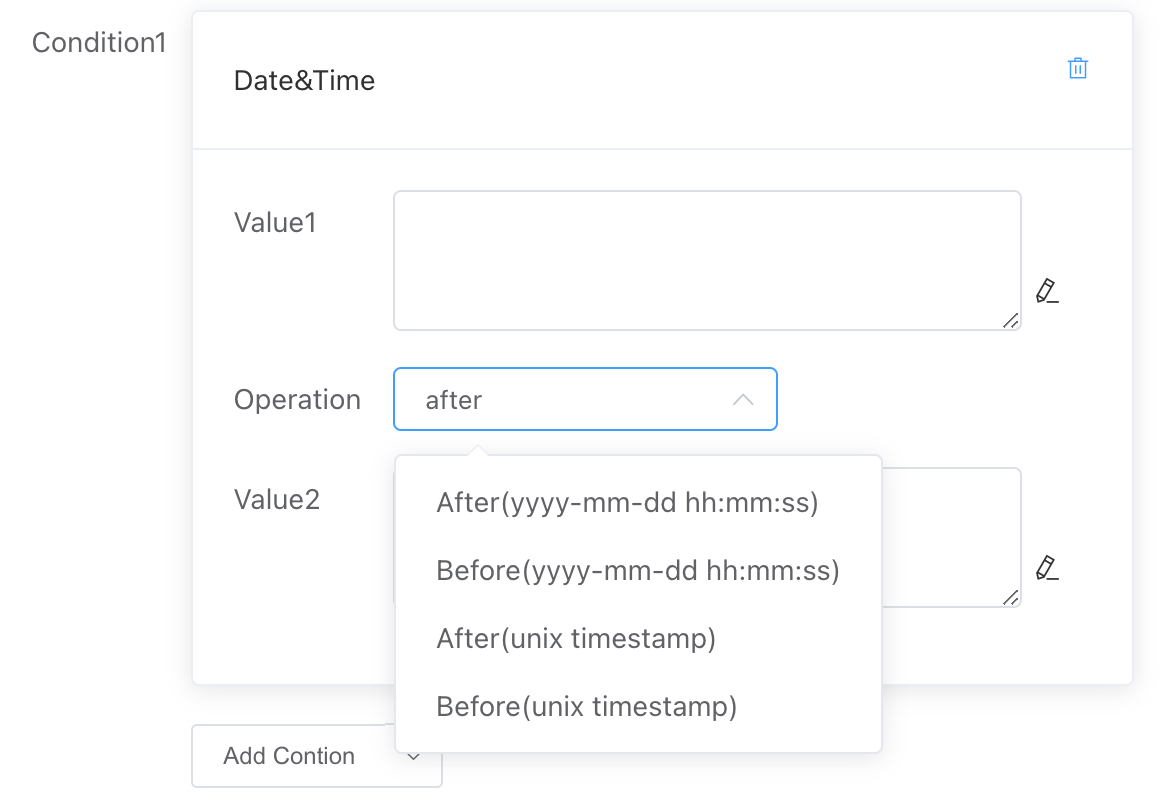 Condition1
Date&Time
Value1
Operation
after
Value2
After(yyyy-mm-dd hh:mm:ss)
Before(yyyy-mm-dd hh:mm:ss)
After(unix timestamp)
Before(unix timestamp)
Add Contion